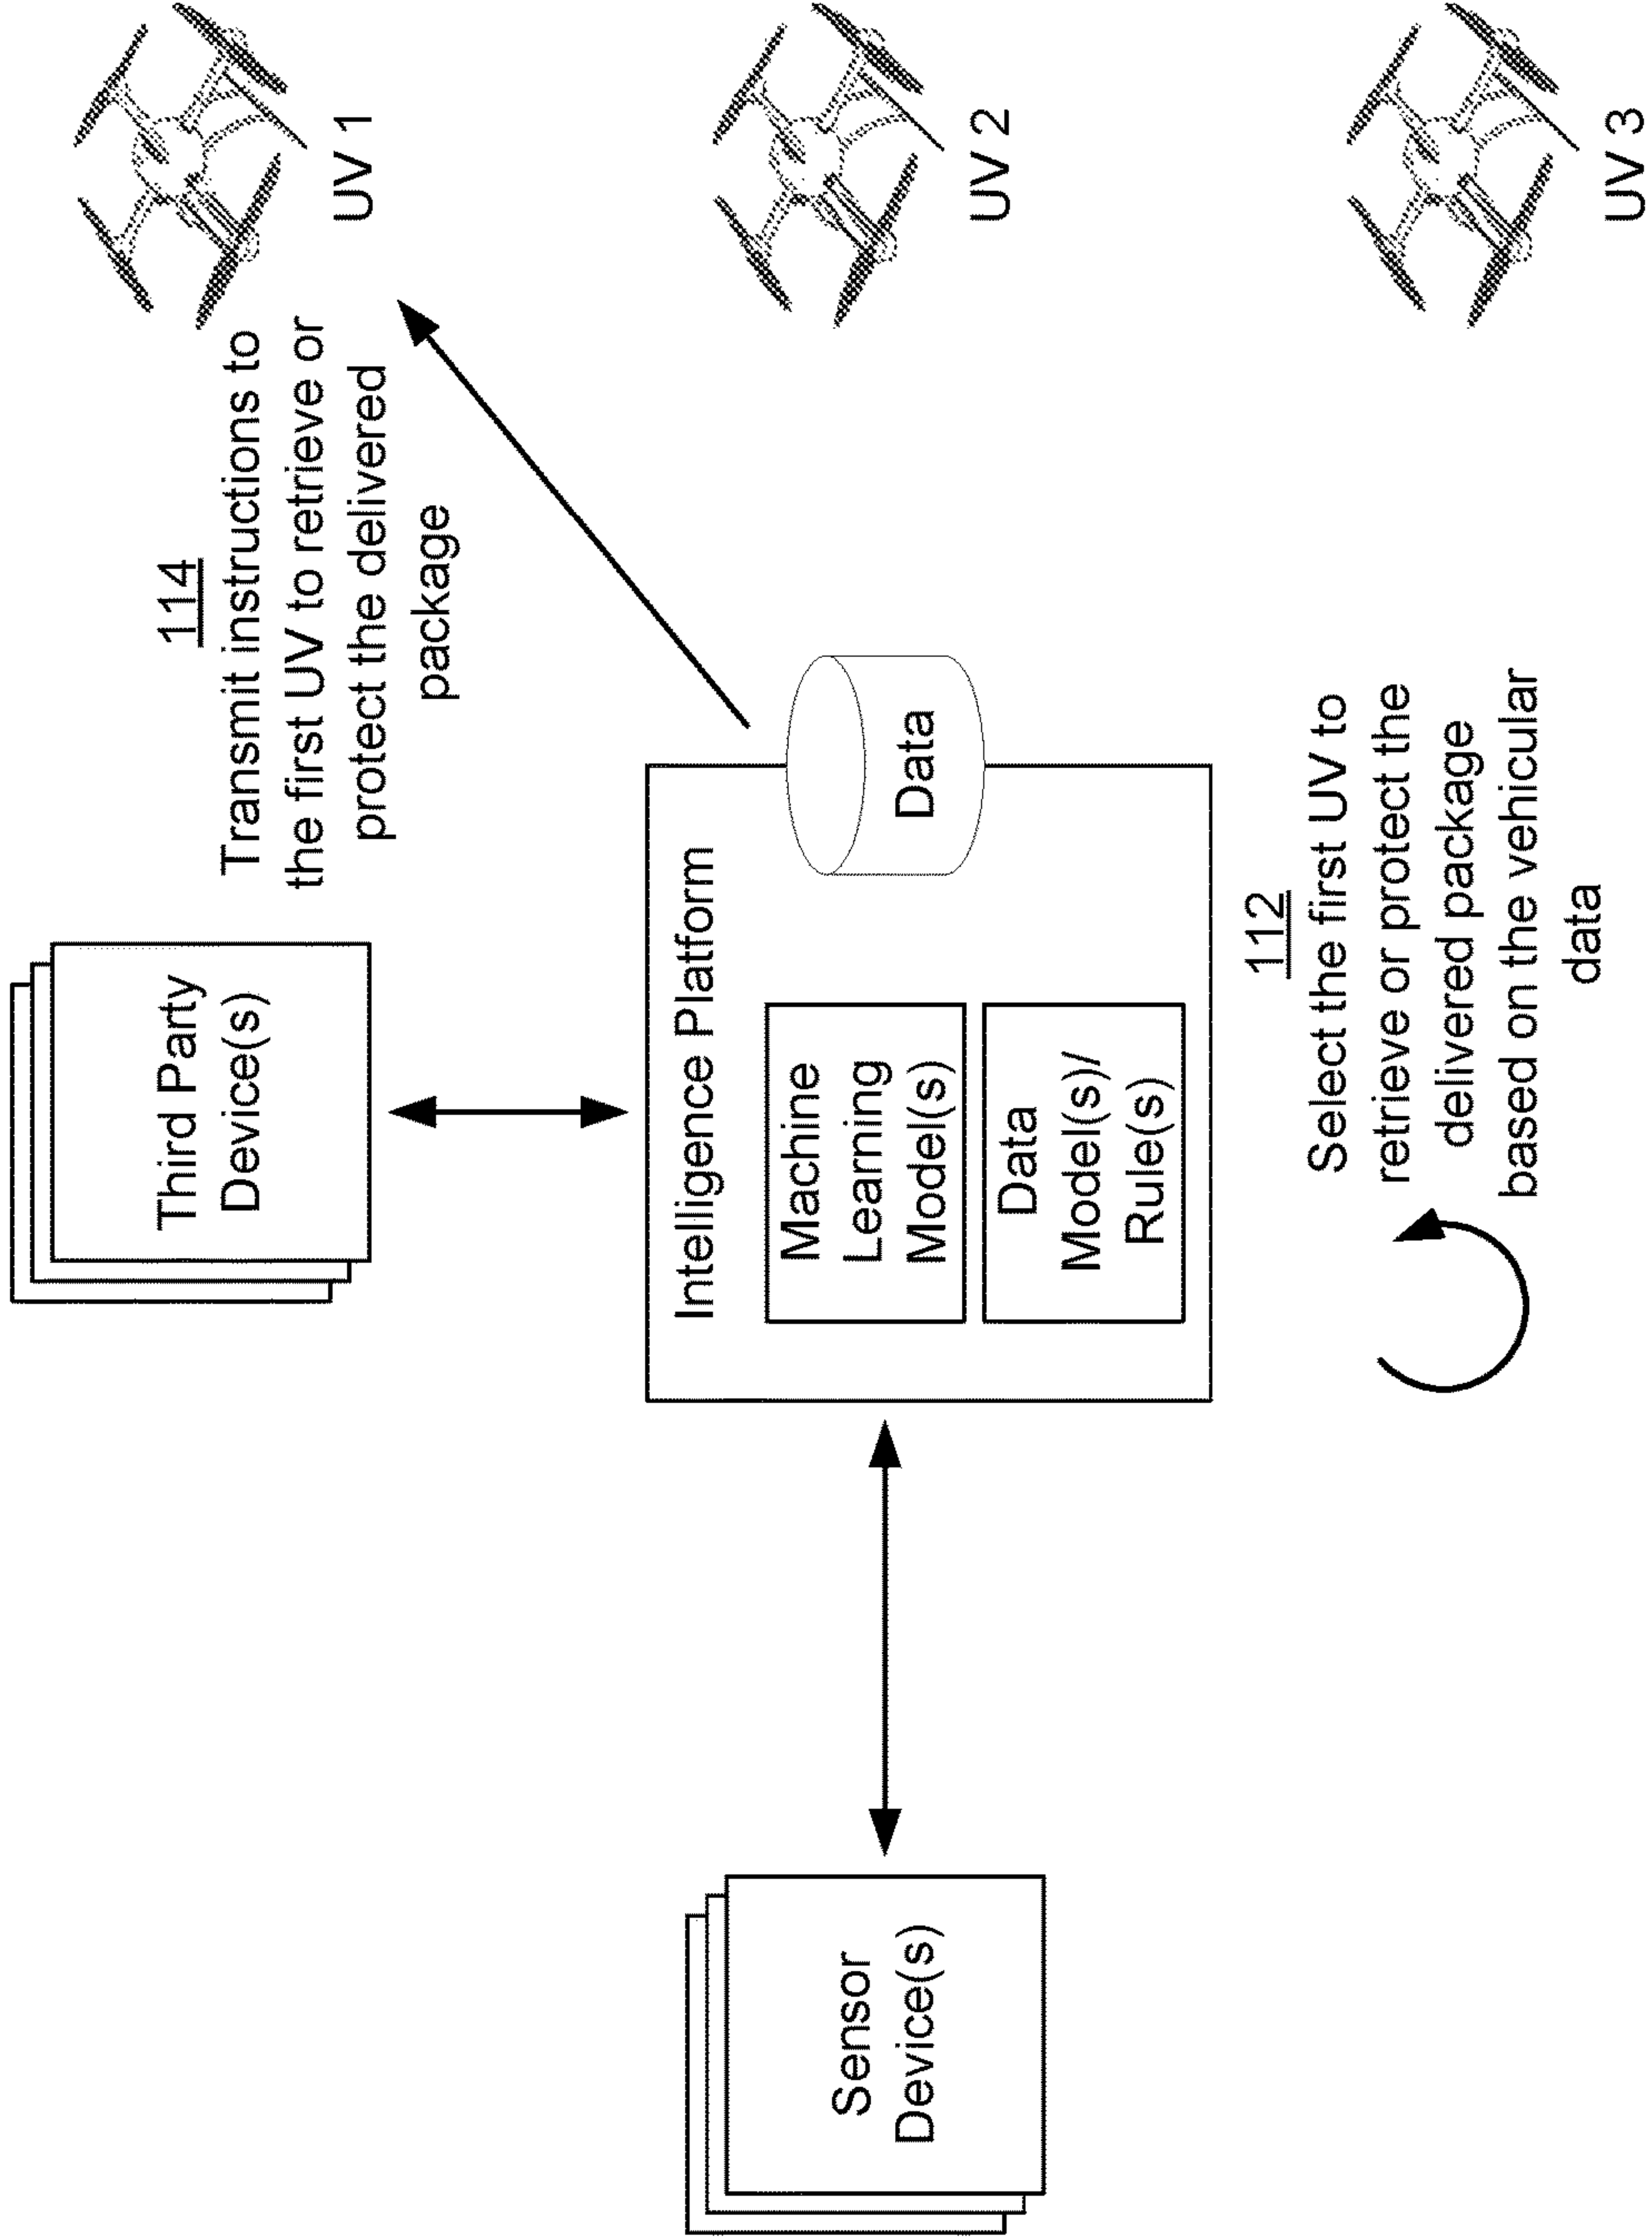 Third Party
Device(s)
114
Transmit instructions to
the first UV to retrieve or
protect the delivered
package
UV 1
Sensor
Device(s)
Intelligence Platform
Machine
Learning
Model(s)
Data
Model(s)/
Rule(s)
Data
UV 2
112
Select the first UV to
retrieve or protect the
delivered package
based on the vehicular
data
UV 3